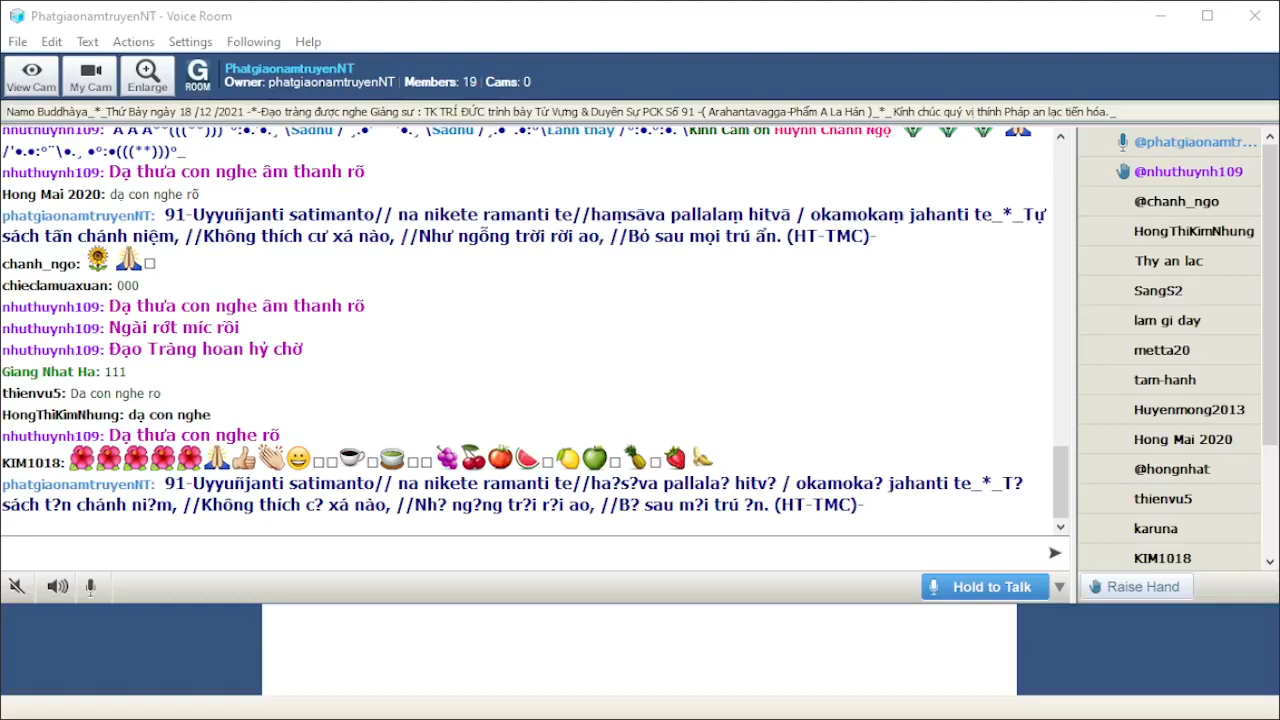 PhatgiaonamtruyenNT - Voice Room
File Edit Text Actions Settings Following Help
View Cam My Cam Enlarge G ROOM PhatgiaonamtruyenNT
Owner: phatgiaonamtruyenNT | Members: 19 | Cams: 0
Namo Buddhàya_*_Thứ Bảy ngày 18 /12 /2021 -*-Đạo tràng được nghe Giảng sư : TK TRÍ ĐỨC trình bày Từ Vựng & Duyên Sự PCK Số 91 -( Arahantavagga-Phẩm A La Hán )_*_Kính chúc quý vị thính Pháp an lạc tiến hóa._
nhuthuynh109:
nhuthuynh109: Dạ thưa con nghe âm thanh rõ
Hong Mai 2020: dạ con nghe rõ
phatgiaonamtruyenNT: 91-Uyyuñjanti satimanto// na nikete ramanti te//haṃsāva pallalaṃ hitvā / okamokaṃ jahanti te_*_Tự
sách tấn chánh niệm, //Không thích cư xá nào, //Như ngỗng trời rời ao, //Bỏ sau mọi trú ẩn. (HT-TMC)-
chanh_ngo:
chieclamuaxuan: 000
nhuthuynh109: Dạ thưa con nghe âm thanh rõ
nhuthuynh109: Ngài rớt míc rồi
nhuthuynh109: Đạo Tràng hoan hỷ chờ
Giang Nhat Ha: 111
thienvu5: Da con nghe ro
HongThiKimNhung: dạ con nghe
nhuthuynh109: Dạ thưa con nghe rõ
KIM1018:
phatgiaonamtruyenNT: 91-Uyyuñjanti satimanto// na nikete ramanti te//ha?s?va pallala? hitv? / okamoka? jahanti te_*_T?
sách t?n chánh ni?m, //Không thích c? xá nào, //Nh? ng?ng tr?i r?i ao, //B? sau m?i trú ?n. (HT-TMC)-
Hold to Talk
@phatgiaonamtr...
@nhuthuynh109
@chanh_ngo
HongThiKimNhung
Thy an lac
SangS2
lam gi day
metta20
tam-hanh
Huyenmong2013
Hong Mai 2020
@hongnhat
thienvu5
karuna
KIM1018
Raise Hand